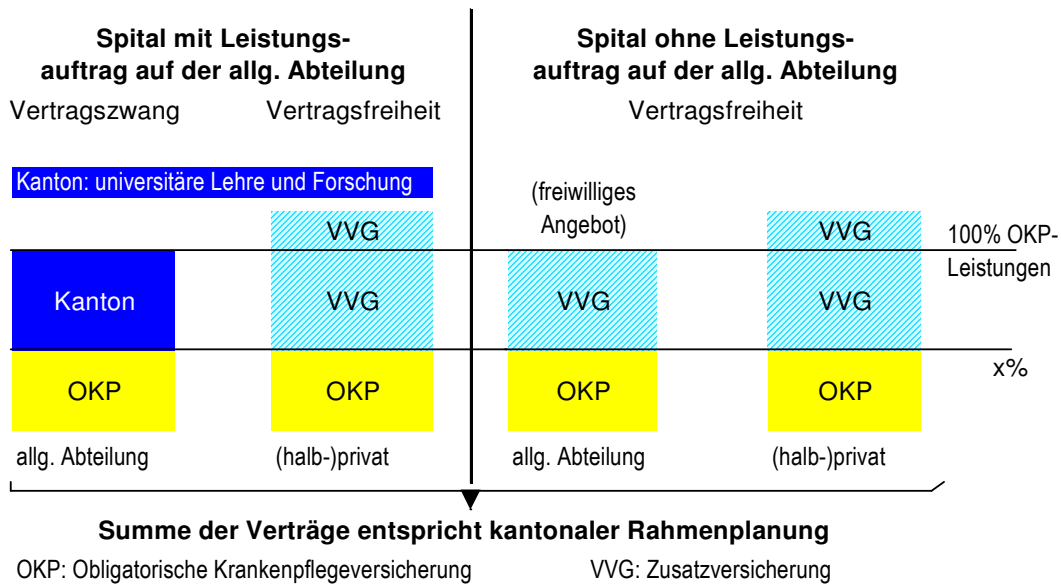 Spital mit Leistungs-
auftrag auf der allg. Abteilung
Spital ohne Leistungs-
auftrag auf der allg. Abteilung
Vertragszwang
Vertragsfreiheit
Vertragsfreiheit
Kanton: universitäre Lehre und Forschung
(freiwilliges
Angebot)
VVG
VVG
100% OKP-
Leistungen
Kanton
VVG
VVG
VVG
x%
OKP
OKP
OKP
OKP
allg. Abteilung
(halb-)privat
allg. Abteilung
(halb-)privat
Summe der Verträge entspricht kantonaler Rahmenplanung
OKP: Obligatorische Krankenpflegeversicherung
VVG: Zusatzversicherung